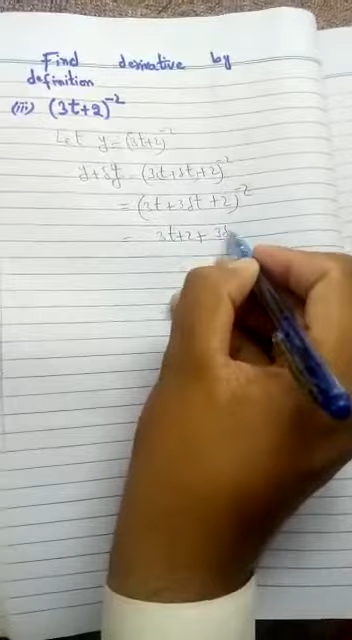 Find derivative by
definition
(iii) (3t+2)⁻²
Let y = (3t+2)⁻²
y+δy = (3(t+δt)+2)⁻²
= (3t+3δt+2)⁻²
= 3t+2+3δ